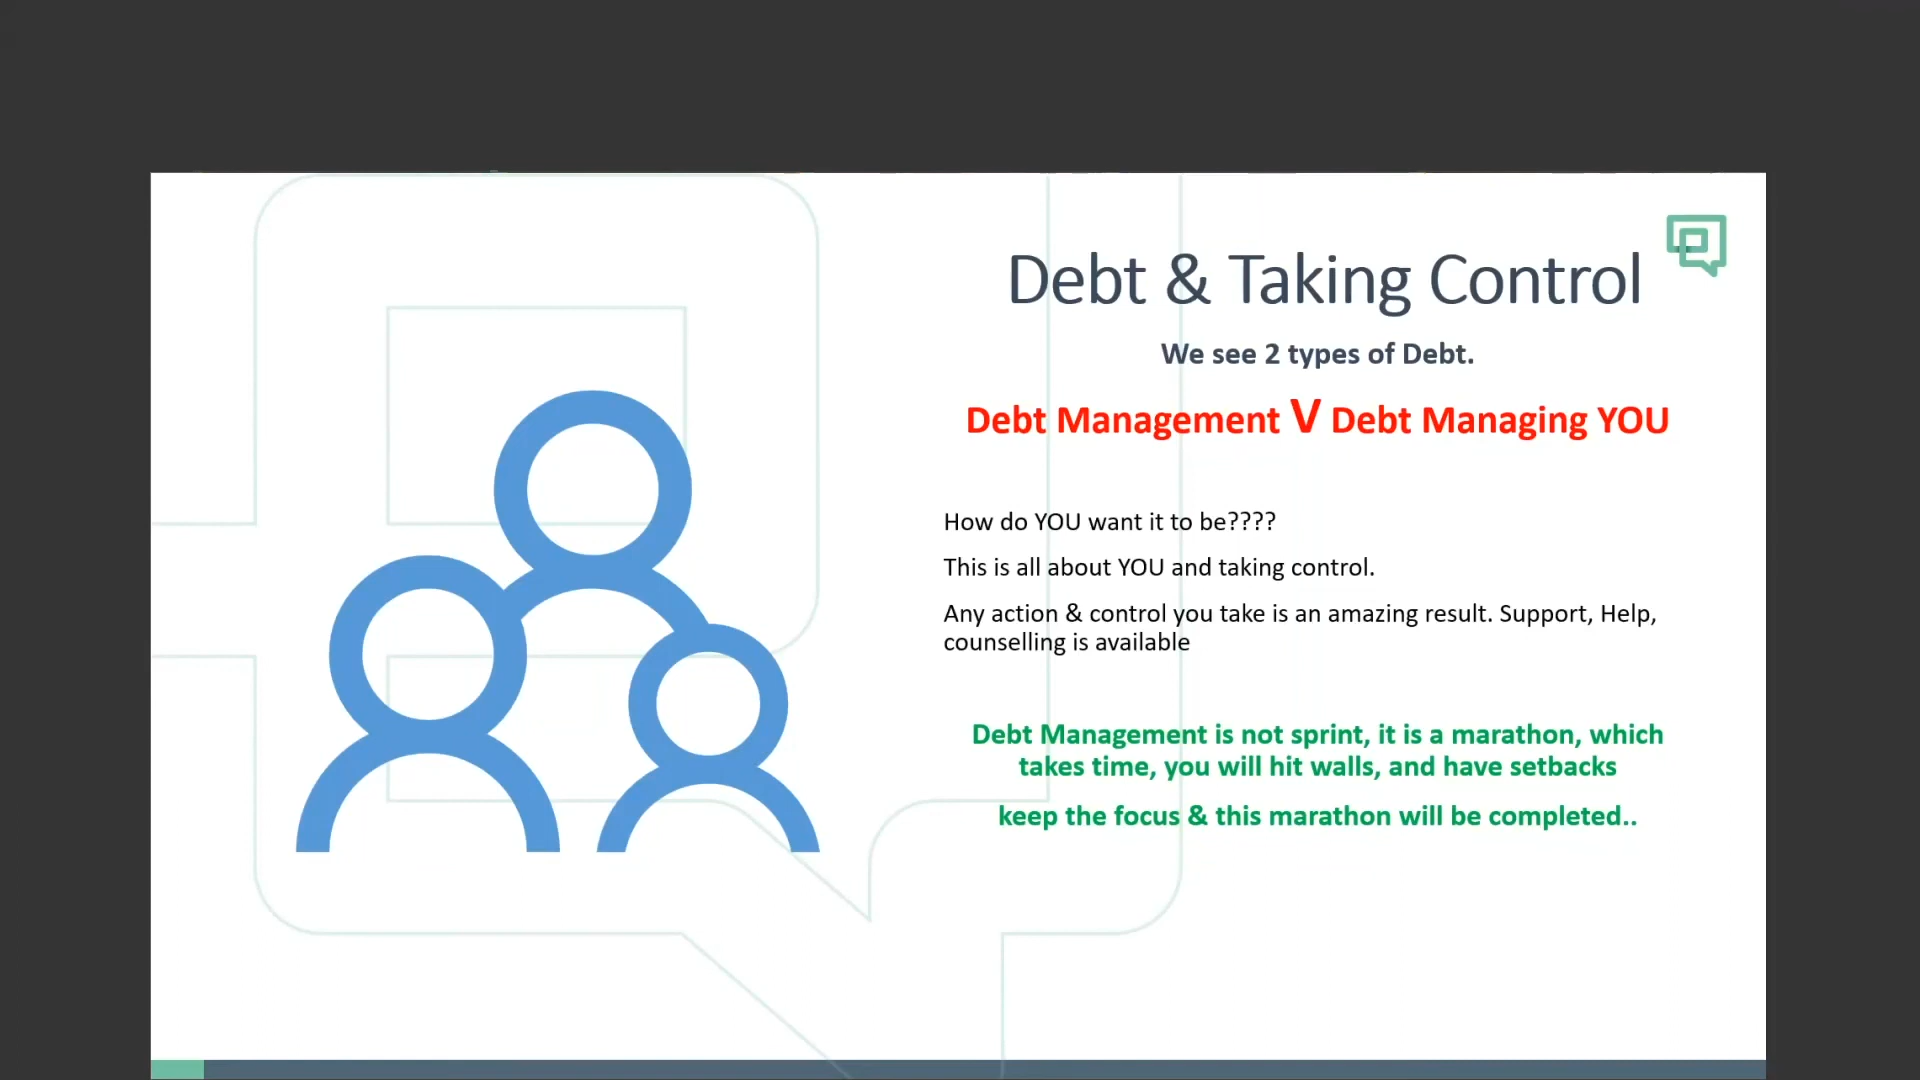 Debt & Taking Control
We see 2 types of Debt.
Debt Management V Debt Managing YOU
How do YOU want it to be????
This is all about YOU and taking control.
Any action & control you take is an amazing result. Support, Help,
counselling is available
Debt Management is not sprint, it is a marathon, which
takes time, you will hit walls, and have setbacks
keep the focus & this marathon will be completed..